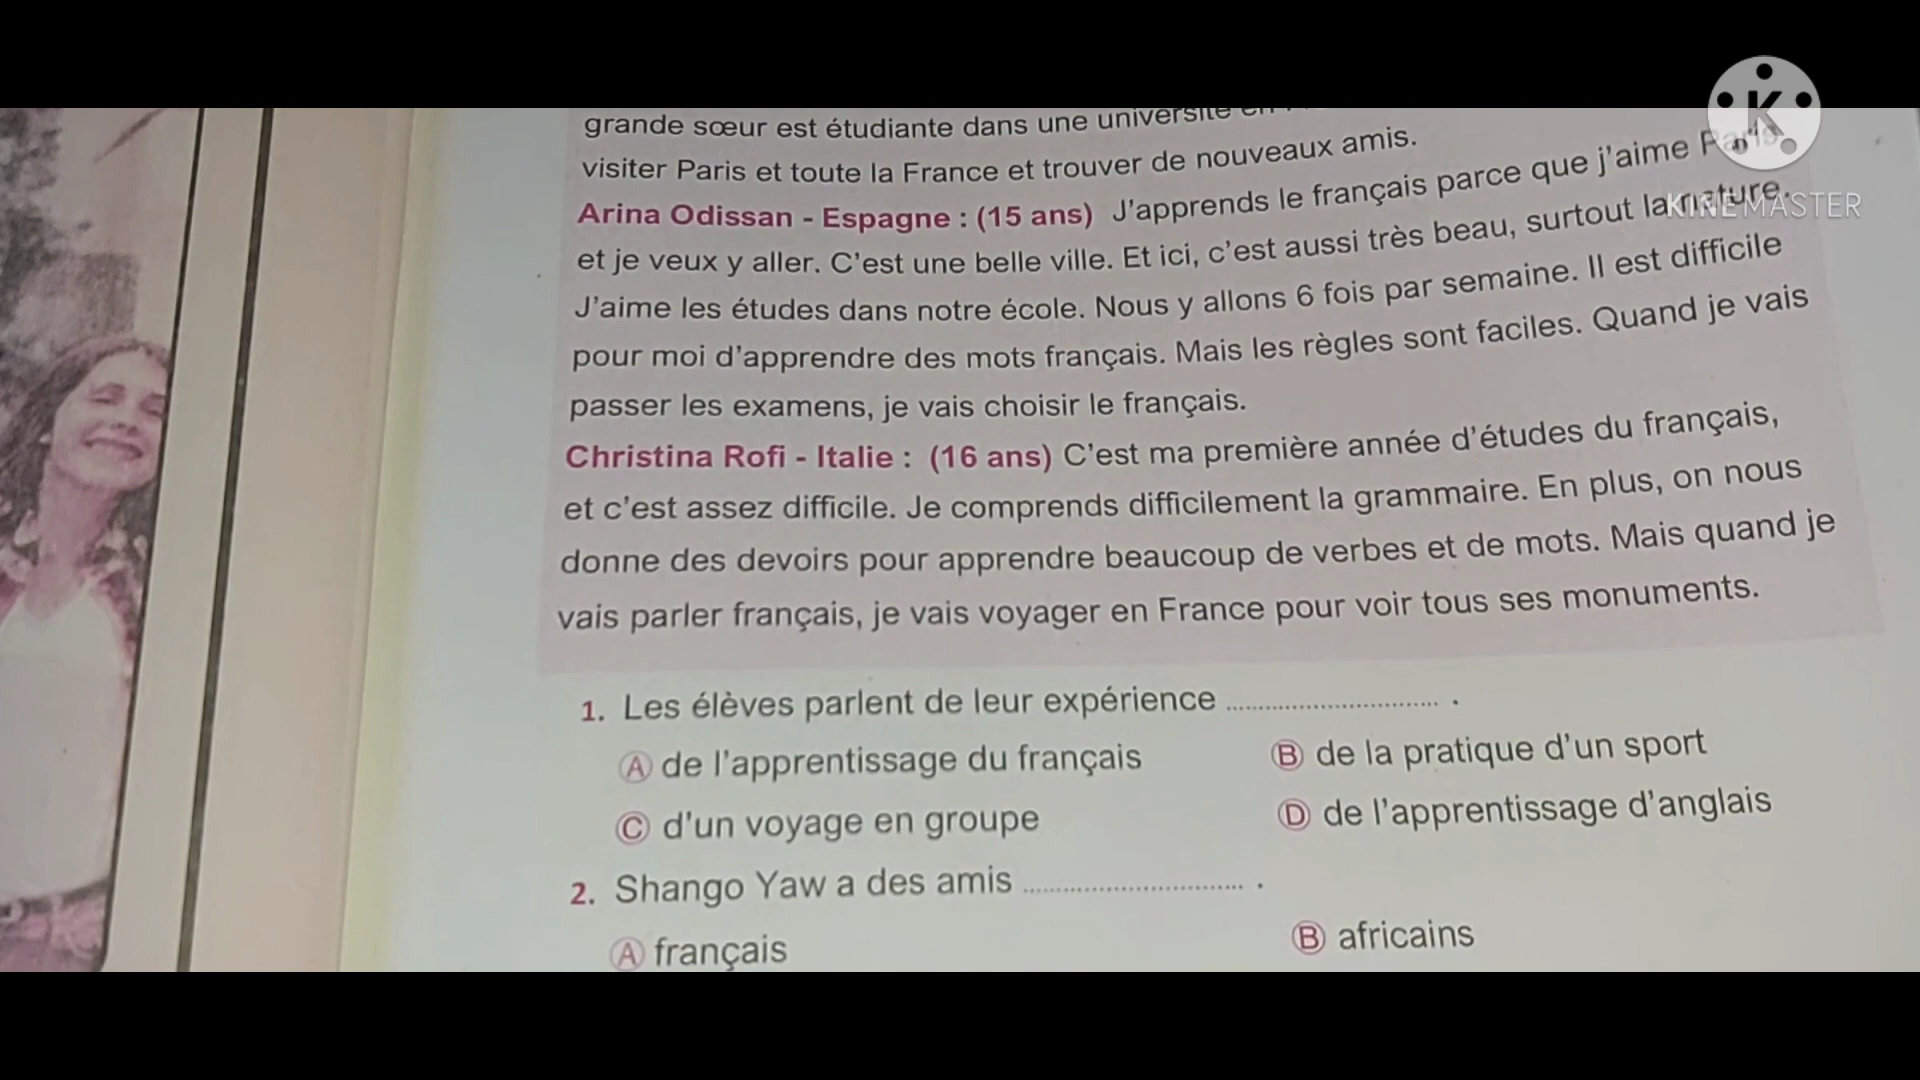 grande sœur est étudiante dans une université en
visiter Paris et toute la France et trouver de nouveaux amis.
Arina Odissan - Espagne : (15 ans) J'apprends le français parce que j'aime Paris
et je veux y aller. C'est une belle ville. Et ici, c'est aussi très beau, surtout la nature.
J'aime les études dans notre école. Nous y allons 6 fois par semaine. Il est difficile
pour moi d'apprendre des mots français. Mais les règles sont faciles. Quand je vais
passer les examens, je vais choisir le français.
Christina Rofi - Italie : (16 ans) C'est ma première année d'études du français,
et c'est assez difficile. Je comprends difficilement la grammaire. En plus, on nous
donne des devoirs pour apprendre beaucoup de verbes et de mots. Mais quand je
vais parler français, je vais voyager en France pour voir tous ses monuments.
1. Les élèves parlent de leur expérience ................................ .
A de l'apprentissage du français
B de la pratique d'un sport
C d'un voyage en groupe
D de l'apprentissage d'anglais
2. Shango Yaw a des amis ................................ .
A français
B africains
K
KINEMASTER